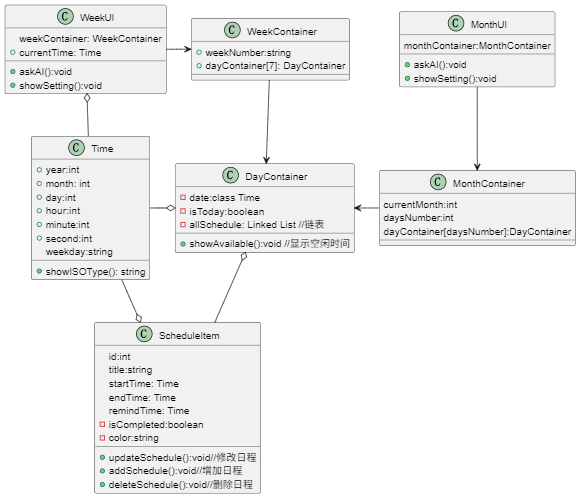 C WeekUI
weekContainer: WeekContainer
currentTime: Time
askAI():void
showSetting():void
C WeekContainer
weekNumber:string
dayContainer[7]: DayContainer
C MonthUI
monthContainer:MonthContainer
askAI():void
showSetting():void
C Time
year:int
month: int
day:int
hour:int
minute:int
second:int
weekday:string
showISOType(): string
C DayContainer
date:class Time
isToday:boolean
allSchedule: Linked List //链表
showAvailable():void //显示空闲时间
C MonthContainer
currentMonth:int
daysNumber:int
dayContainer[daysNumber]:DayContainer
C ScheduleItem
id:int
title:string
startTime: Time
endTime: Time
remindTime: Time
isCompleted:boolean
color:string
updateSchedule():void//修改日程
addSchedule():void//增加日程
deleteSchedule():void//删除日程